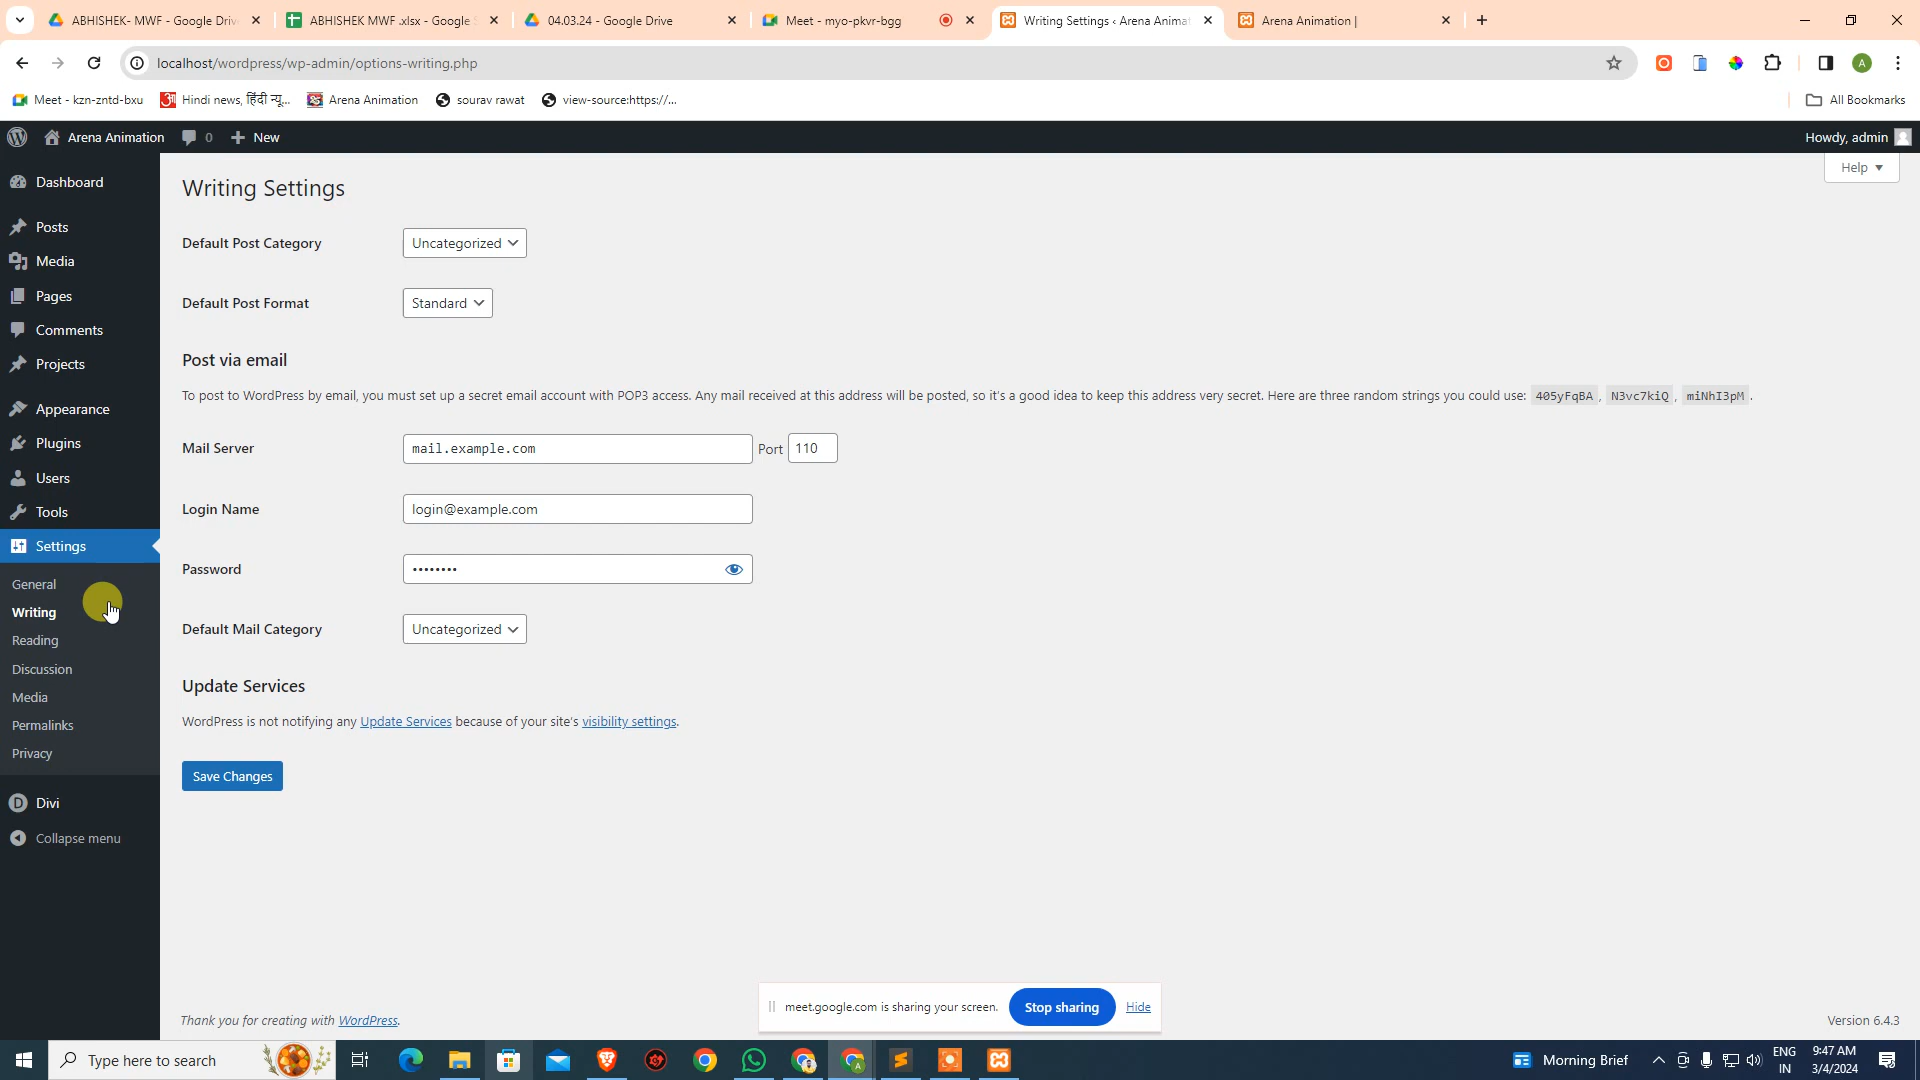 ABHISHEK- MWF - Google Driv
ABHISHEK MWF .xlsx - Google S
04.03.24 - Google Drive
Meet - myo-pkvr-bgg
Writing Settings ‹ Arena Animat
Arena Animation |
localhost/wordpress/wp-admin/options-writing.php
A
Meet - kzn-zntd-bxu
Hindi news, हिंदी न्यू...
Arena Animation
sourav rawat
view-source:https://...
All Bookmarks
Arena Animation
0
New
Howdy, admin
Help
Dashboard
Posts
Media
Pages
Comments
Projects
Appearance
Plugins
Users
Tools
Settings
General
Writing
Reading
Discussion
Media
Permalinks
Privacy
Divi
Collapse menu
Writing Settings
Default Post Category
Uncategorized
Default Post Format
Standard
Post via email
To post to WordPress by email, you must set up a secret email account with POP3 access. Any mail received at this address will be posted, so it's a good idea to keep this address very secret. Here are three random strings you could use: 405yFqBA , N3vc7kiQ , miNhI3pM .
Mail Server
mail.example.com
Port
110
Login Name
login@example.com
Password
••••••••
Default Mail Category
Uncategorized
Update Services
WordPress is not notifying any Update Services because of your site's visibility settings.
Save Changes
meet.google.com is sharing your screen.
Stop sharing
Hide
Thank you for creating with WordPress.
Version 6.4.3
Type here to search
Morning Brief
ENG
IN
9:47 AM
3/4/2024